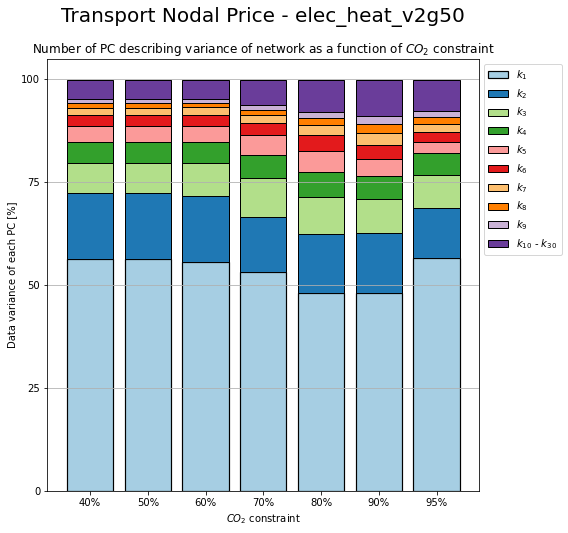 Transport Nodal Price - elec_heat_v2g50
Number of PC describing variance of network as a function of CO₂ constraint
Data variance of each PC [%]
100
75
50
25
0
40% 50% 60% 70% 80% 90% 95%
CO₂ constraint
k₁
k₂
k₃
k₄
k₅
k₆
k₇
k₈
k₉
k₁₀ - k₃₀